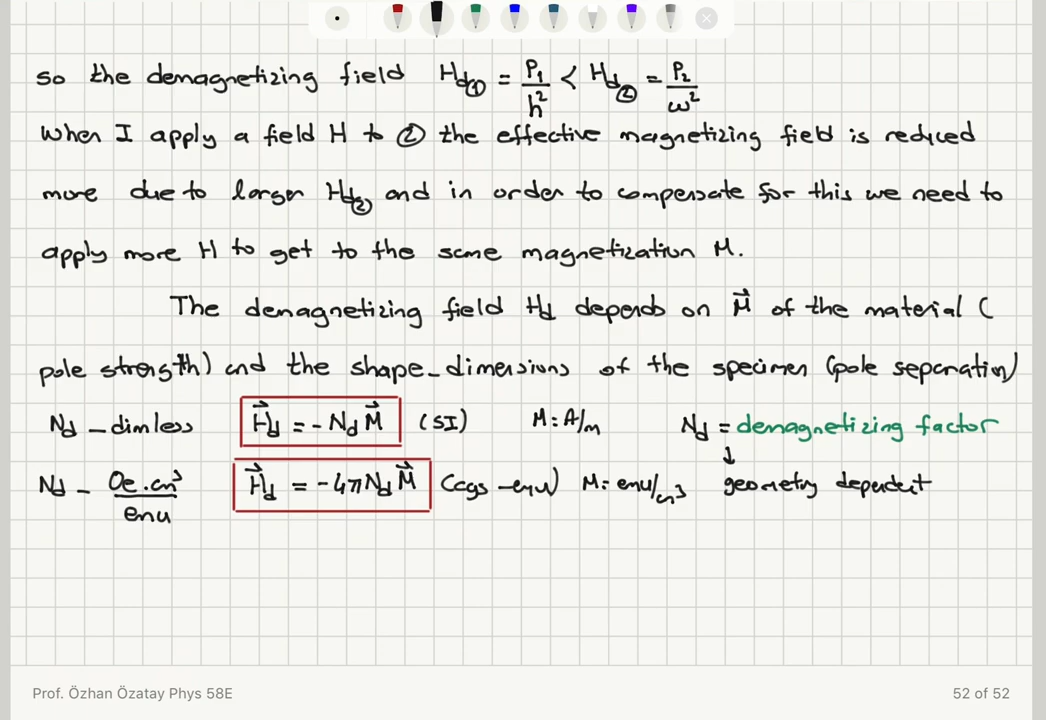 so the demagnetizing field Hd① = P₁/h² < Hd② = P₂/ω²
When I apply a field H to ② the effective magnetizing field is reduced
more due to larger Hd② and in order to compensate for this we need to
apply more H to get to the same magnetization M.
The demagnetizing field Hd depends on M⃗ of the material (
pole strength) and the shape-dimensions of the specimen (pole separation)
Nd - dimless H⃗d = -Nd M⃗ (SI) M: A/m Nd = demagnetizing factor
Nd - Oe.cm³/emu H⃗d = -4πNd M⃗ (cgs-emu) M: emu/cm³ ↓ geometry dependent
Prof. Özhan Özatay Phys 58E 52 of 52